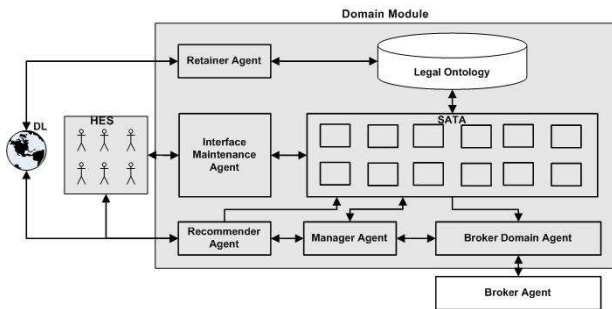 Domain Module
Retainer Agent
Legal Ontology
DL
HES
SATA
Interface
Maintenance
Agent
Recommender
Agent
Manager Agent
Broker Domain Agent
Broker Agent